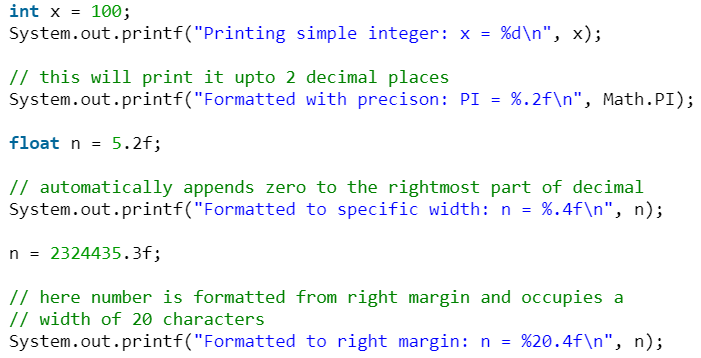 int x = 100;
System.out.printf("Printing simple integer: x = %d\n", x);
// this will print it upto 2 decimal places
System.out.printf("Formatted with precison: PI = %.2f\n", Math.PI);
float n = 5.2f;
// automatically appends zero to the rightmost part of decimal
System.out.printf("Formatted to specific width: n = %.4f\n", n);
n = 2324435.3f;
// here number is formatted from right margin and occupies a
// width of 20 characters
System.out.printf("Formatted to right margin: n = %20.4f\n", n);